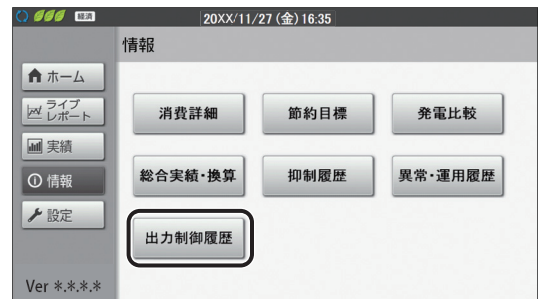 経済 20XX/11/27 (金) 16:35
情報
ホーム
ライブ
レポート
実績
情報
設定
消費詳細 節約目標 発電比較
総合実績・換算 抑制履歴 異常・運用履歴
出力制御履歴
Ver *.*.*.*